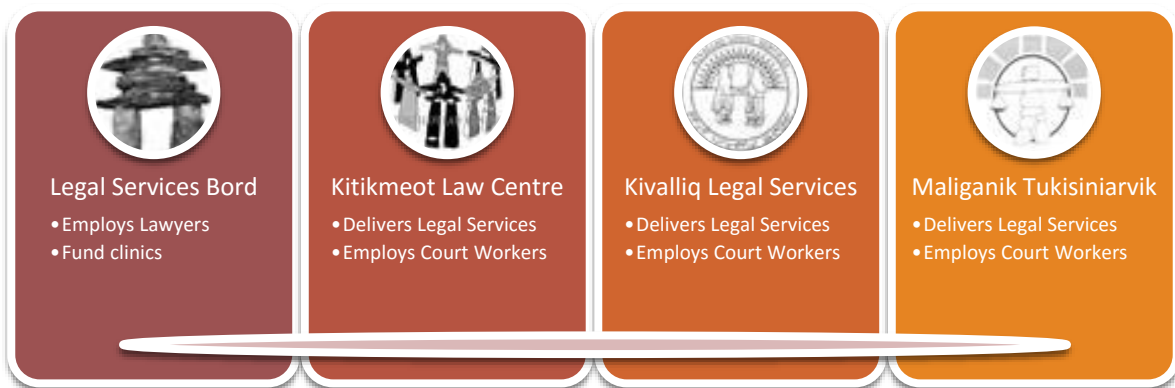 Legal Services Bord
•Employs Lawyers
•Fund clinics
Kitikmeot Law Centre
•Delivers Legal Services
•Employs Court Workers
Kivalliq Legal Services
•Delivers Legal Services
•Employs Court Workers
Maliganik Tukisiniarvik
•Delivers Legal Services
•Employs Court Workers